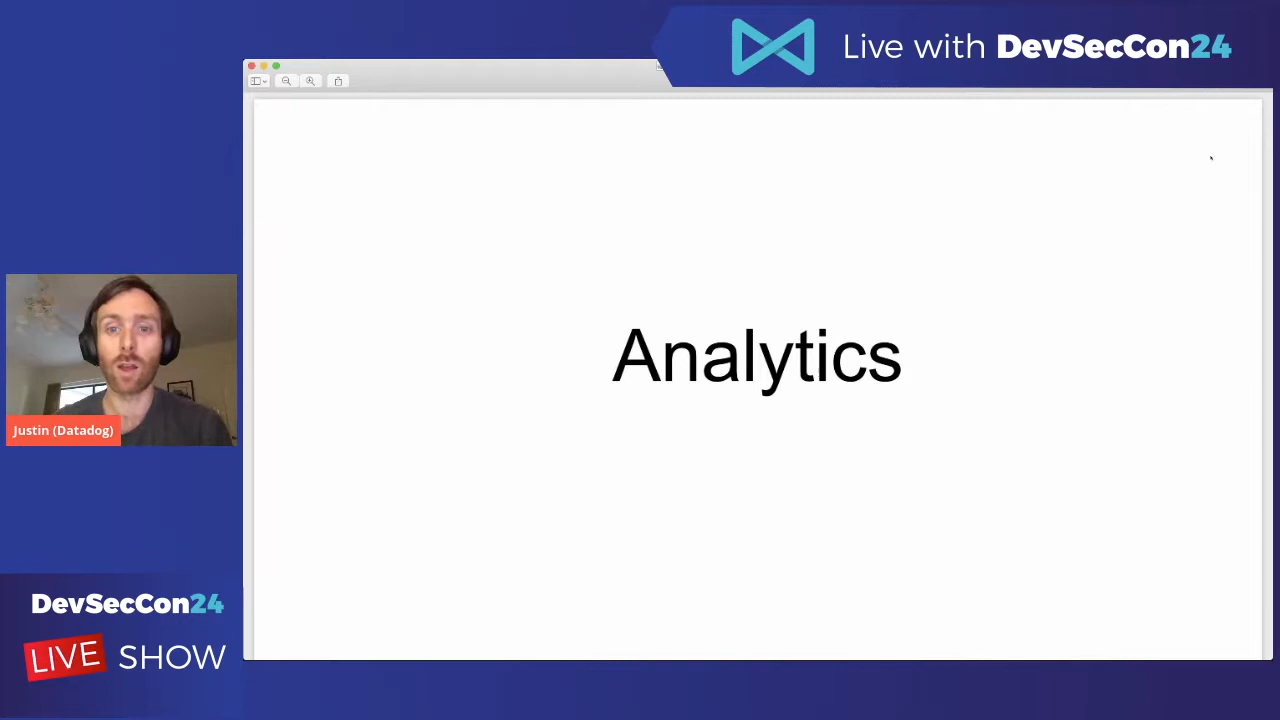 Live with DevSecCon24
Analytics
Justin (Datadog)
DevSecCon24
LIVE SHOW